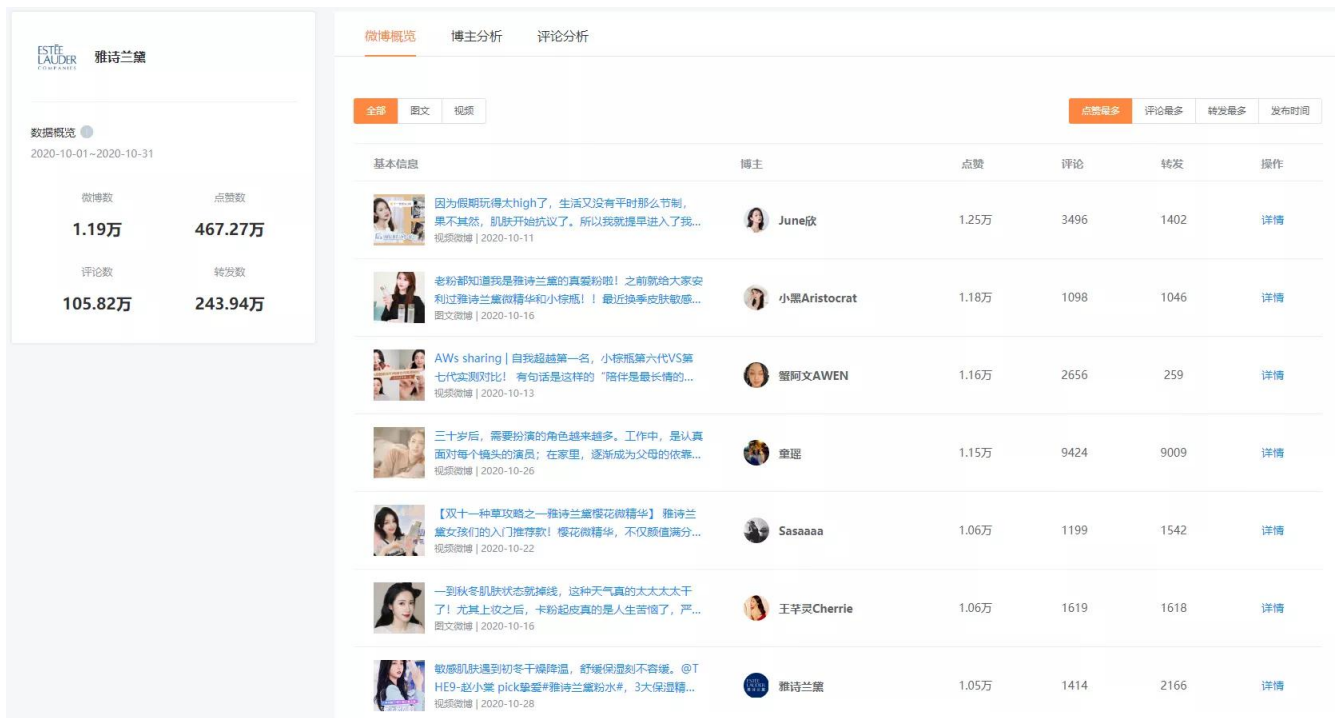 ESTĒE
LAUDER
COMPANIES
雅诗兰黛
数据概览
2020-10-01~2020-10-31
微博数
点赞数
1.19万
467.27万
评论数
转发数
105.82万
243.94万
微博概览
博主分析
评论分析
全部
图文
视频
点赞最多
评论最多
转发最多
发布时间
基本信息
博主
点赞
评论
转发
操作
因为假期玩得太high了，生活又没有平时那么节制，
果不其然，肌肤开始抗议了。所以我就提早进入了我...
视频微博 | 2020-10-11
June欣
1.25万
3496
1402
详情
老粉都知道我是雅诗兰黛的真爱粉啦！之前就给大家安
利过雅诗兰黛微精华和小棕瓶！！最近换季皮肤敏感...
图文微博 | 2020-10-16
小黑Aristocrat
1.18万
1098
1046
详情
AWs sharing | 自我超越第一名，小棕瓶第六代VS第
七代实测对比！ 有句话是这样的“陪伴是最长情的...
视频微博 | 2020-10-13
蟹阿文AWEN
1.16万
2656
259
详情
三十岁后，需要扮演的角色越来越多。工作中，是认真
面对每个镜头的演员；在家里，逐渐成为父母的依靠...
视频微博 | 2020-10-26
童瑶
1.15万
9424
9009
详情
【双十一种草攻略之—雅诗兰黛樱花微精华】 雅诗兰
黛女孩们的入门推荐款！樱花微精华，不仅颜值满分...
视频微博 | 2020-10-22
Sasaaaa
1.06万
1199
1542
详情
一到秋冬肌肤状态就掉线，这种天气真的太太太太干
了！尤其上妆之后，卡粉起皮真的是人生苦恼了，严...
图文微博 | 2020-10-16
王芊灵Cherrie
1.06万
1619
1618
详情
敏感肌肤遇到初冬干燥降温，舒缓保湿刻不容缓。@T
HE9-赵小棠 pick挚爱#雅诗兰黛粉水#，3大保湿精...
视频微博 | 2020-10-28
雅诗兰黛
1.05万
1414
2166
详情